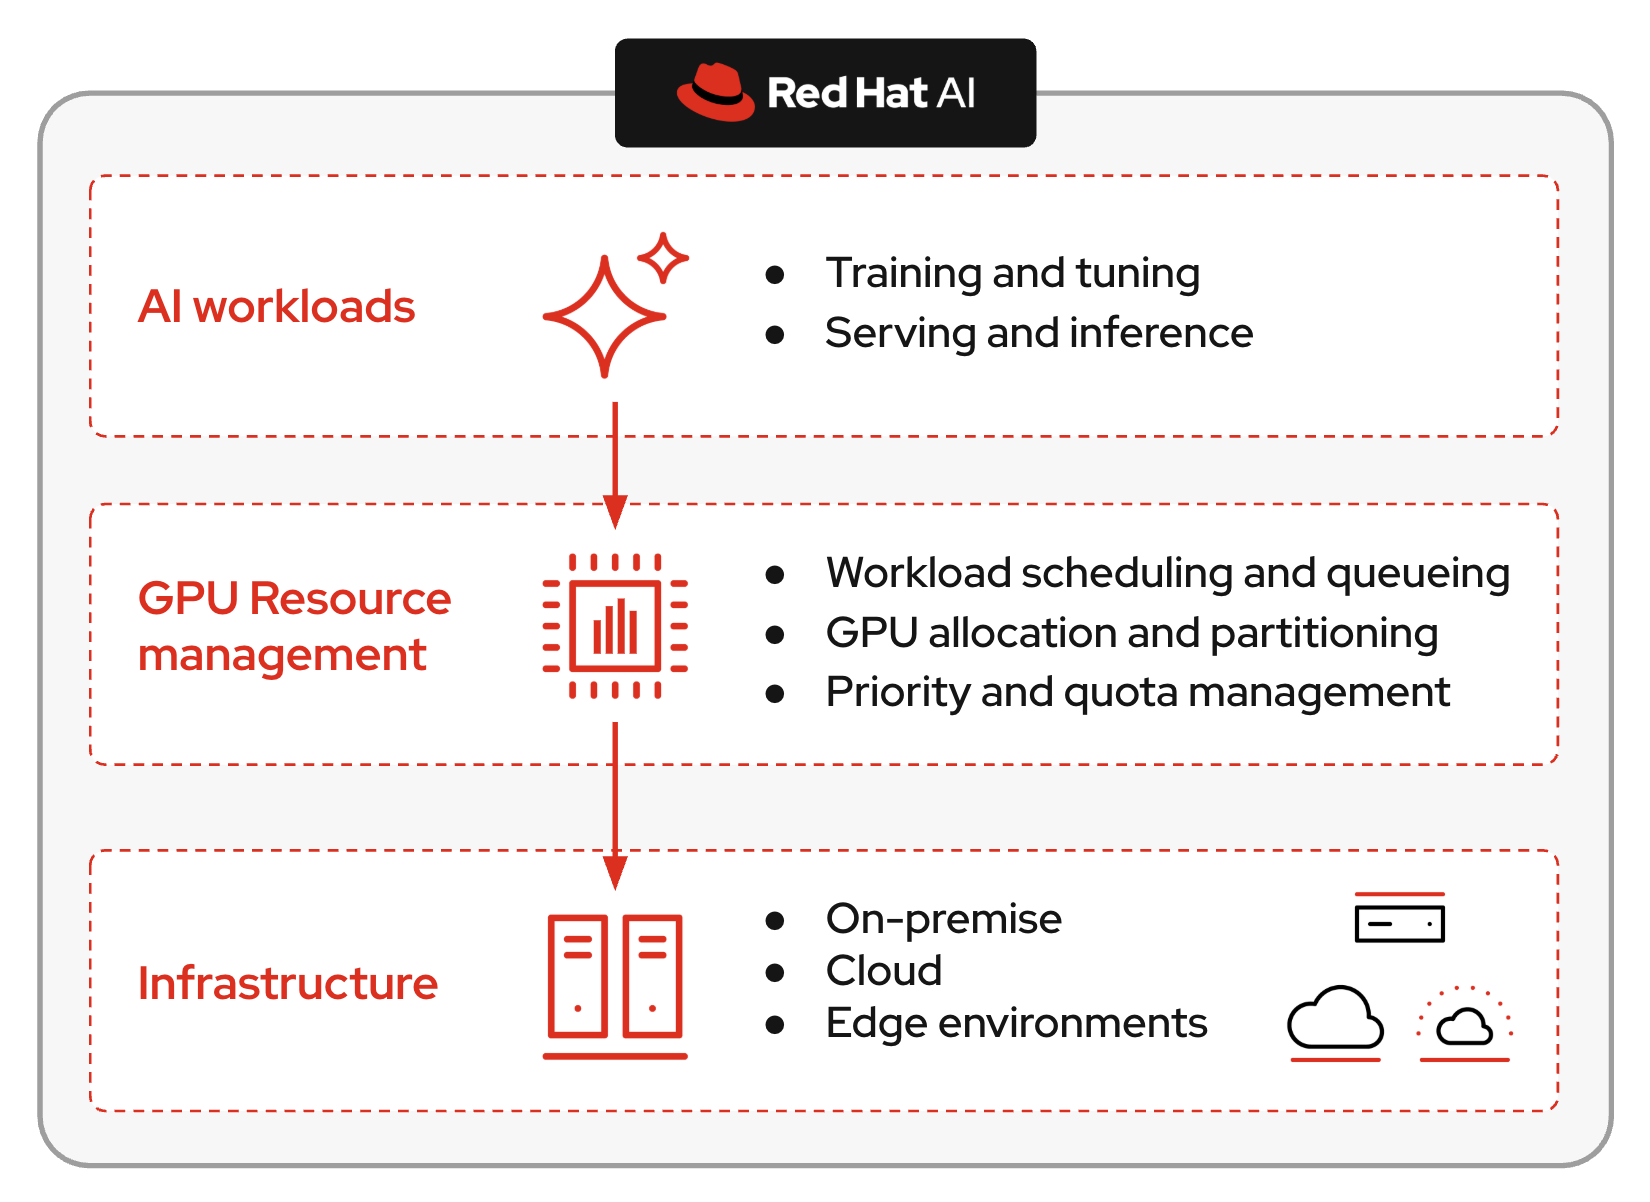 Red Hat AI
AI workloads
● Training and tuning
● Serving and inference
GPU Resource
management
● Workload scheduling and queueing
● GPU allocation and partitioning
● Priority and quota management
Infrastructure
● On-premise
● Cloud
● Edge environments